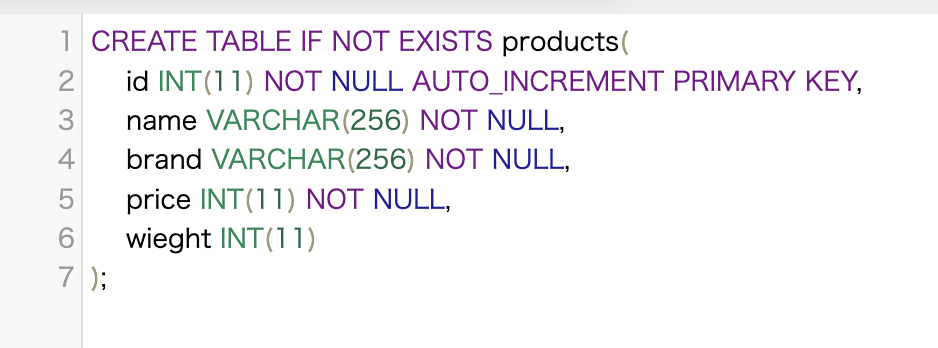 1 CREATE TABLE IF NOT EXISTS products(
2 id INT(11) NOT NULL AUTO_INCREMENT PRIMARY KEY,
3 name VARCHAR(256) NOT NULL,
4 brand VARCHAR(256) NOT NULL,
5 price INT(11) NOT NULL,
6 wieght INT(11)
7 );